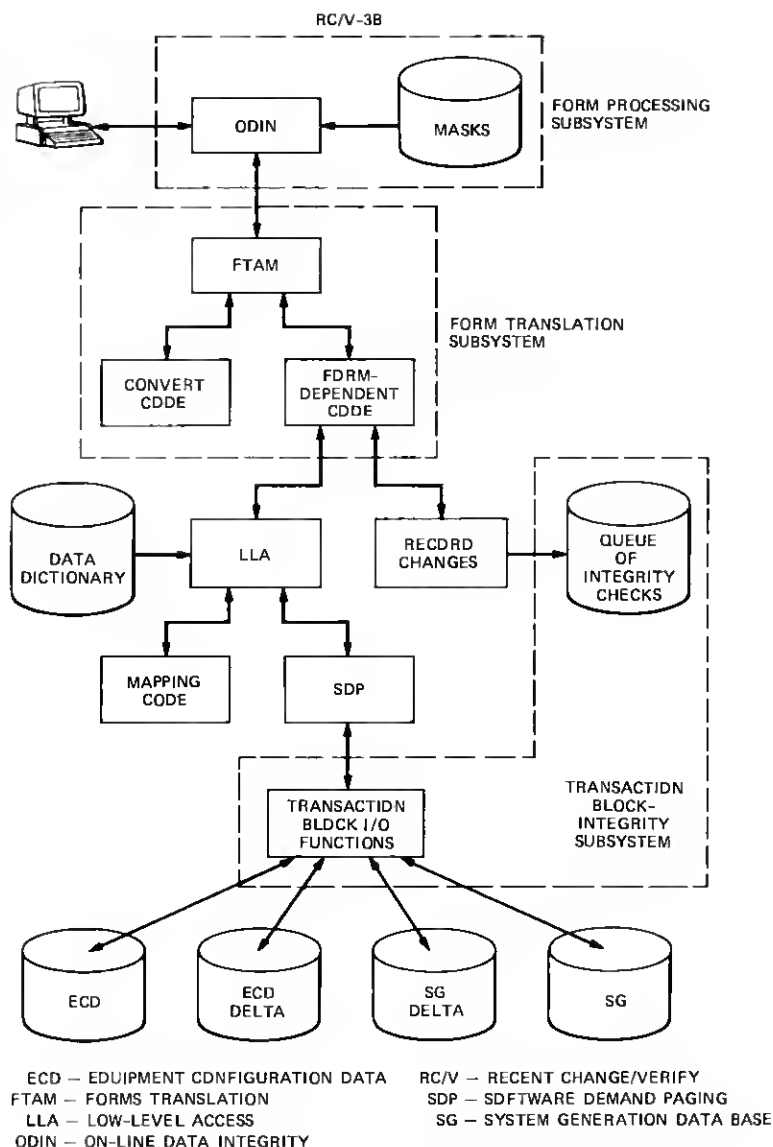 RC/V-3B
ODIN
MASKS
FORM PROCESSING
SUBSYSTEM
FTAM
CONVERT
CDDE
FDRM-
DEPENDENT
CDDE
FORM TRANSLATION
SUBSYSTEM
DATA
DICTIONARY
LLA
RECDRD
CHANGES
QUEUE
OF
INTEGRITY
CHECKS
MAPPING
CODE
SDP
TRANSACTIDN
BLDCK I/O
FUNCTIONS
TRANSACTIDN
BLOCK-
INTEGRITY
SUBSYSTEM
ECD
ECD
DELTA
SG
DELTA
SG
ECD – EDUIPMENT CDNFIGURATION DATA
FTAM – FORMS TRANSLATION
LLA – LOW-LEVEL ACCESS
ODIN – ON-LINE DATA INTEGRITY
RC/V – RECENT CHANGE/VERIFY
SDP – SDFTWARE DEMAND PAGING
SG – SYSTEM GENERATION DATA BASE